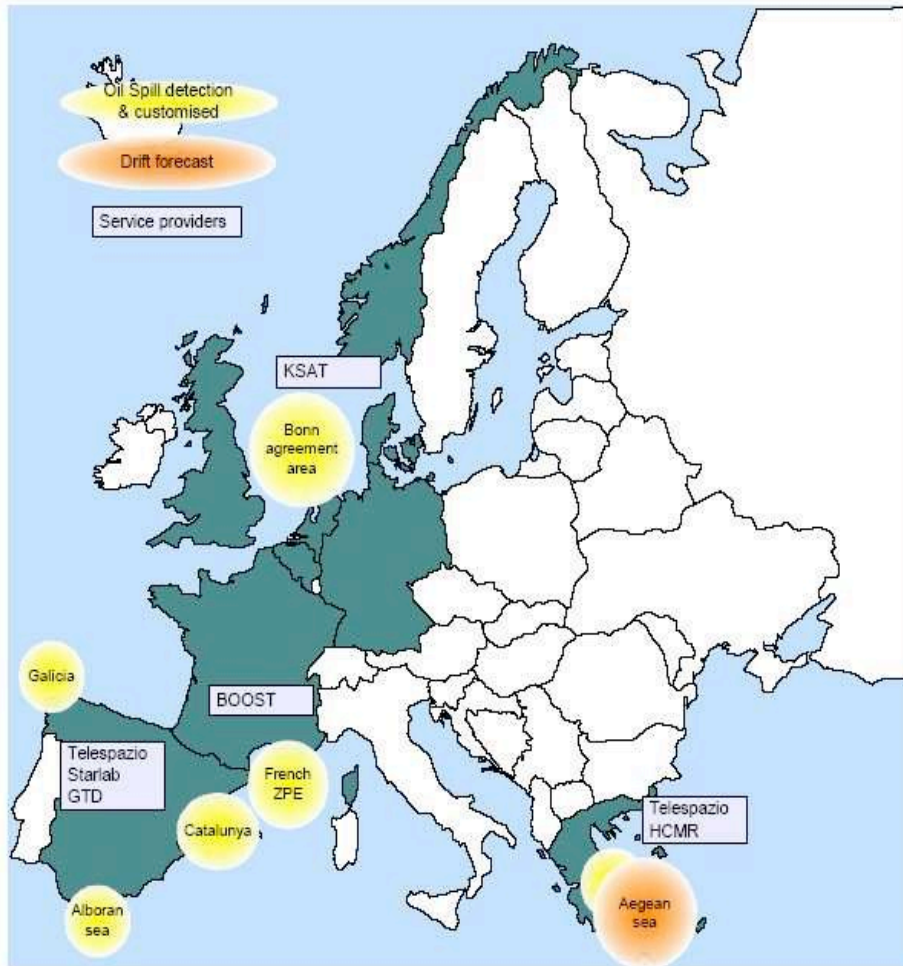 Oil Spill detection
& customised
Drift forecast
Service providers
KSAT
Bonn
agreement
area
Galicia
BOOST
Telespazio
Starlab
GTD
French
ZPE
Catalunya
Telespazio
HCMR
Alboran
sea
Aegean
sea